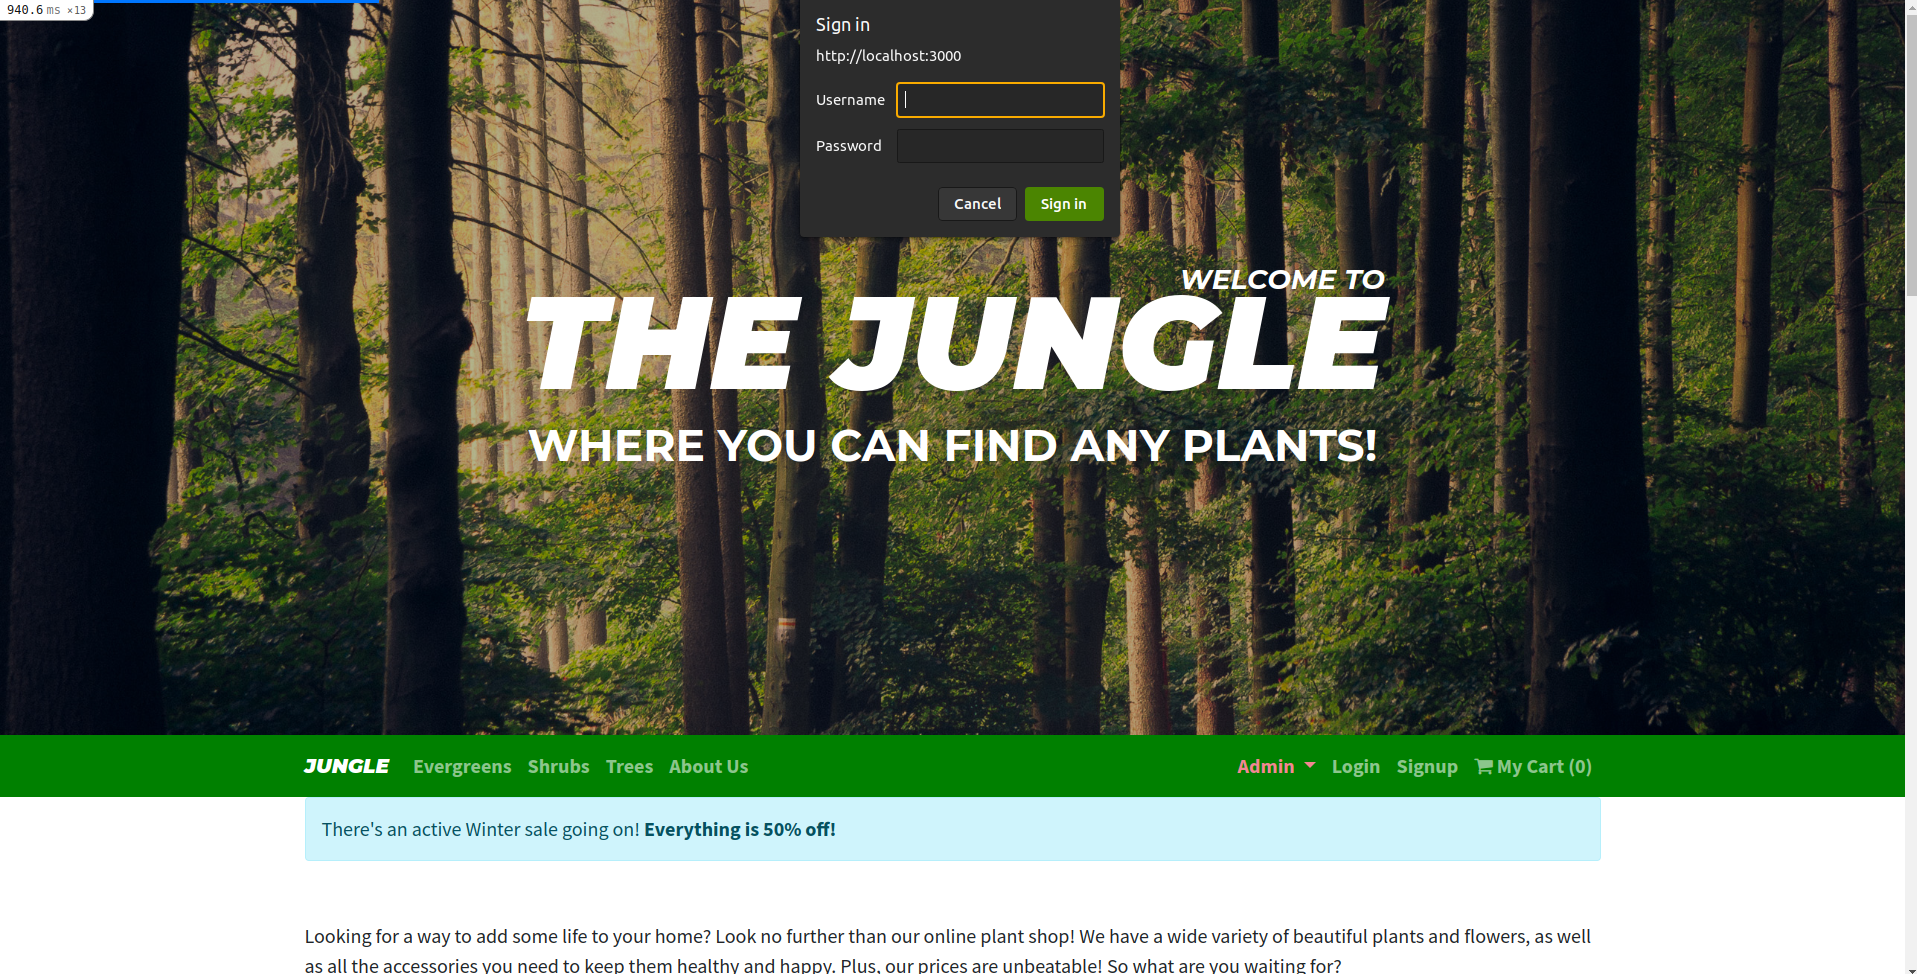 940.6 ms ×13
Sign in
http://localhost:3000
Username
Password
Cancel Sign in
WELCOME TO
THE JUNGLE
WHERE YOU CAN FIND ANY PLANTS!
JUNGLE Evergreens Shrubs Trees About Us Admin Login Signup My Cart (0)
There's an active Winter sale going on! Everything is 50% off!
Looking for a way to add some life to your home? Look no further than our online plant shop! We have a wide variety of beautiful plants and flowers, as well
as all the accessories you need to keep them healthy and happy. Plus, our prices are unbeatable! So what are you waiting for?